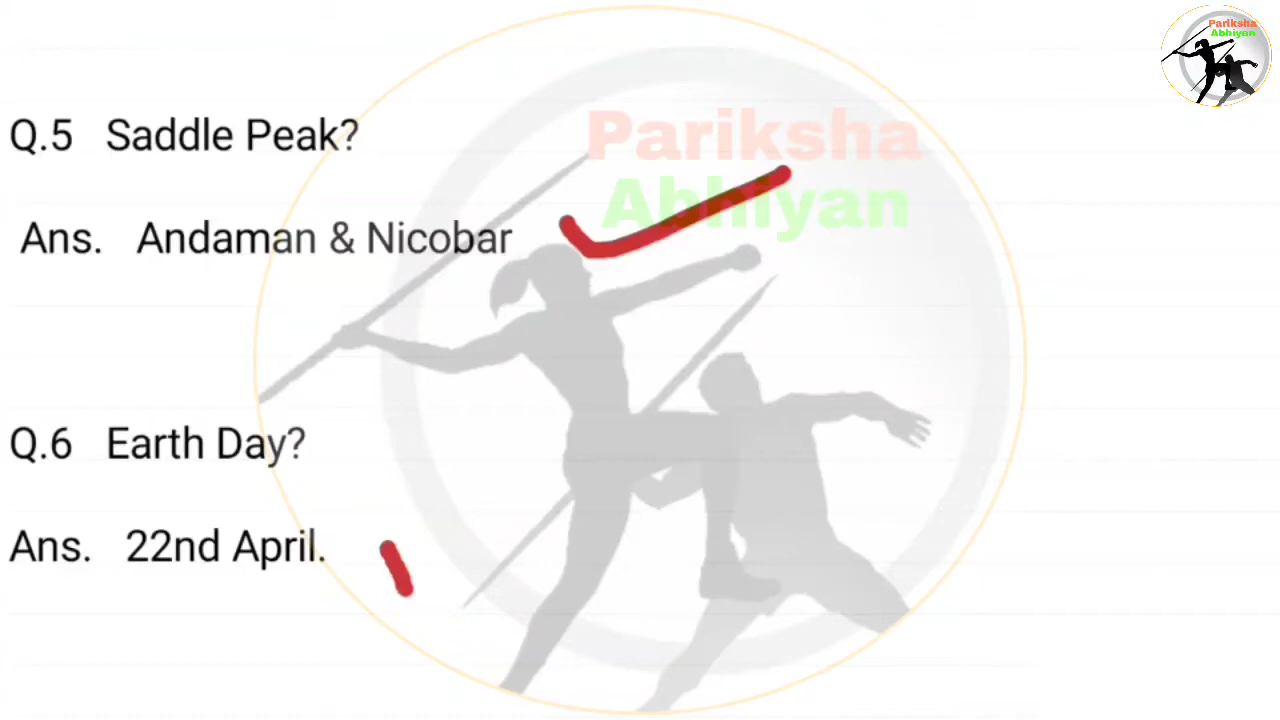 Pariksha
Abhiyan
Q.5 Saddle Peak?
Pariksha
Abhiyan
Ans. Andaman & Nicobar
Q.6 Earth Day?
Ans. 22nd April.